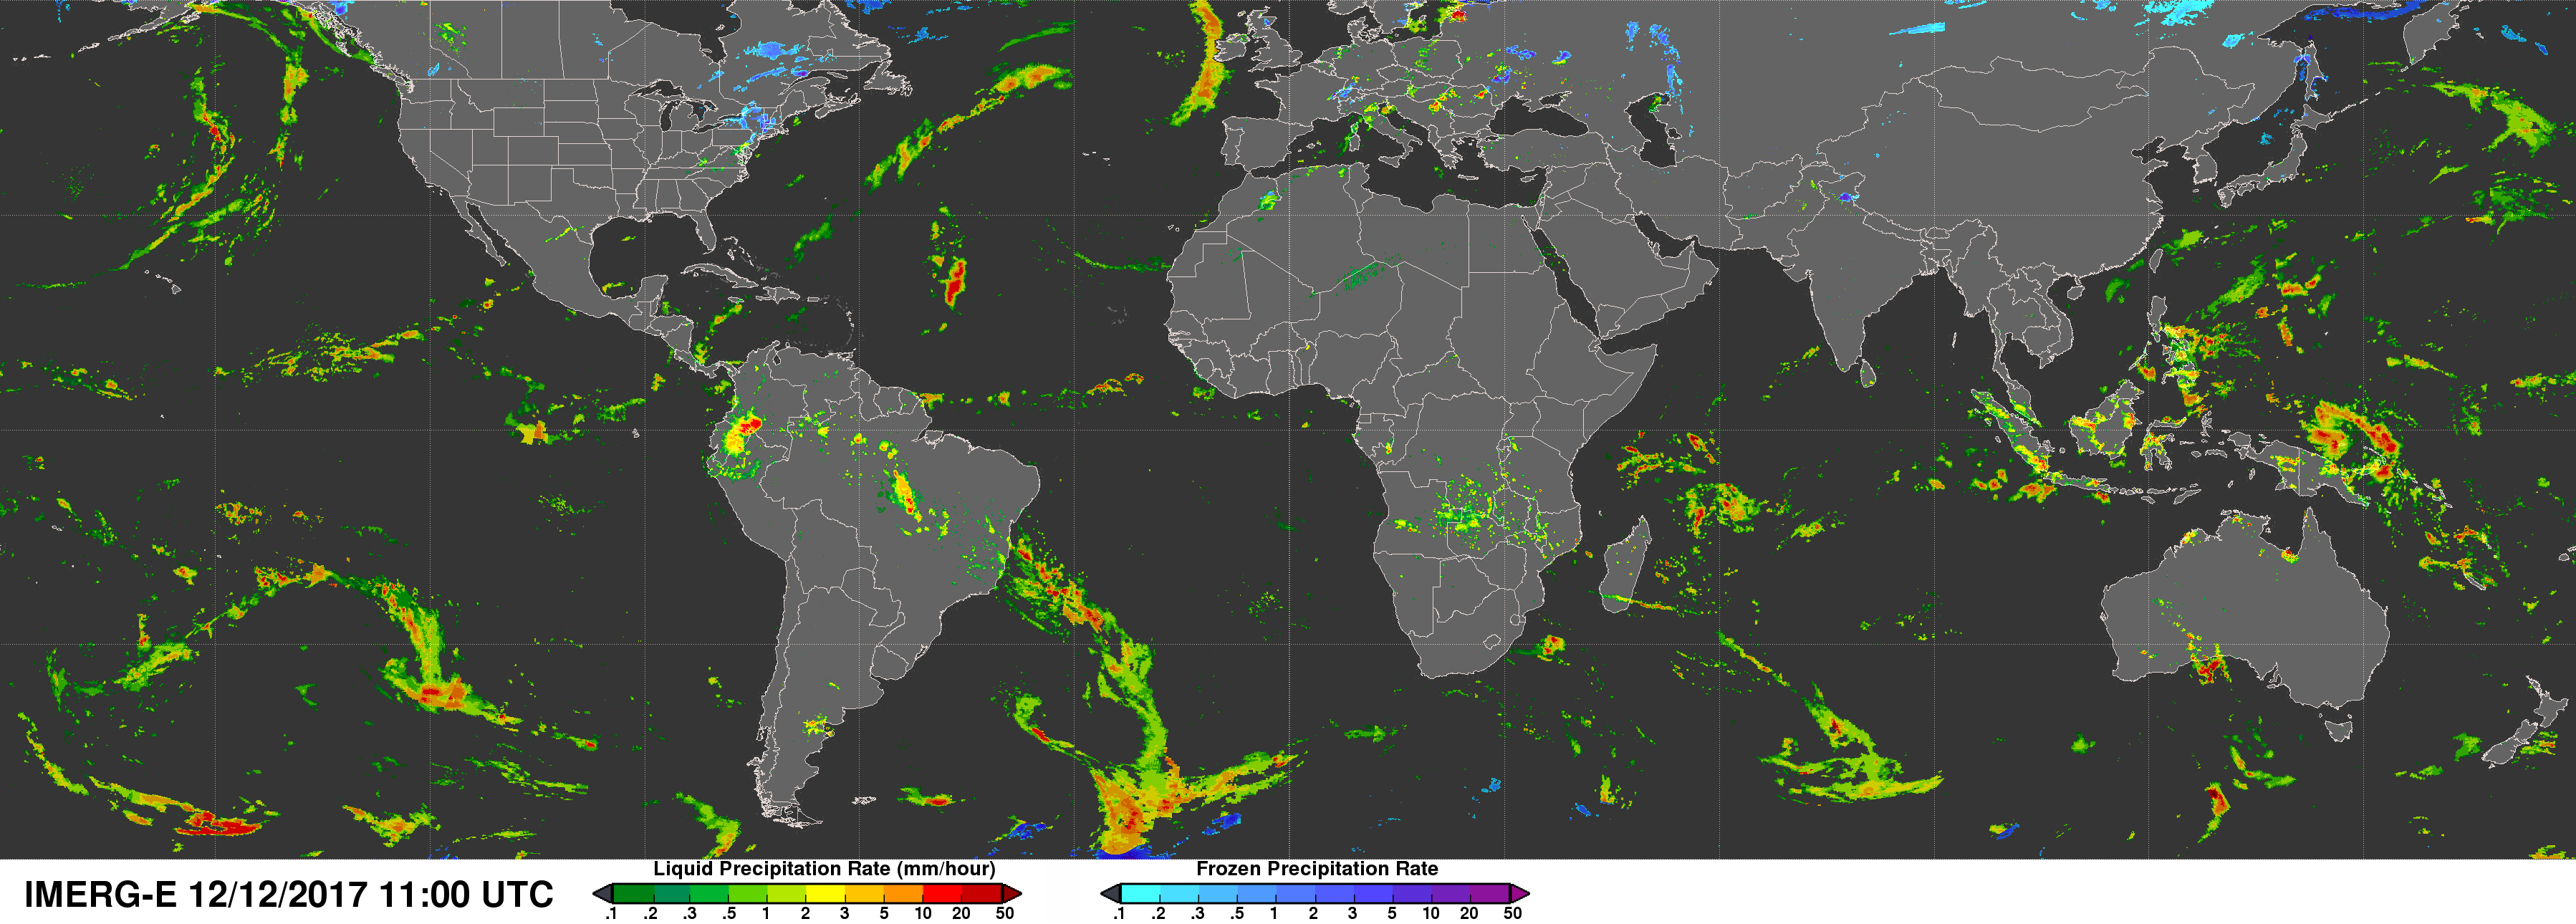 Liquid Precipitation Rate (mm/hour)
Frozen Precipitation Rate
IMERG-E 12/12/2017 11:00 UTC
.1 .2 .3 .5 1 2 3 5 10 20 50
.1 .2 .3 .5 1 2 3 5 10 20 50